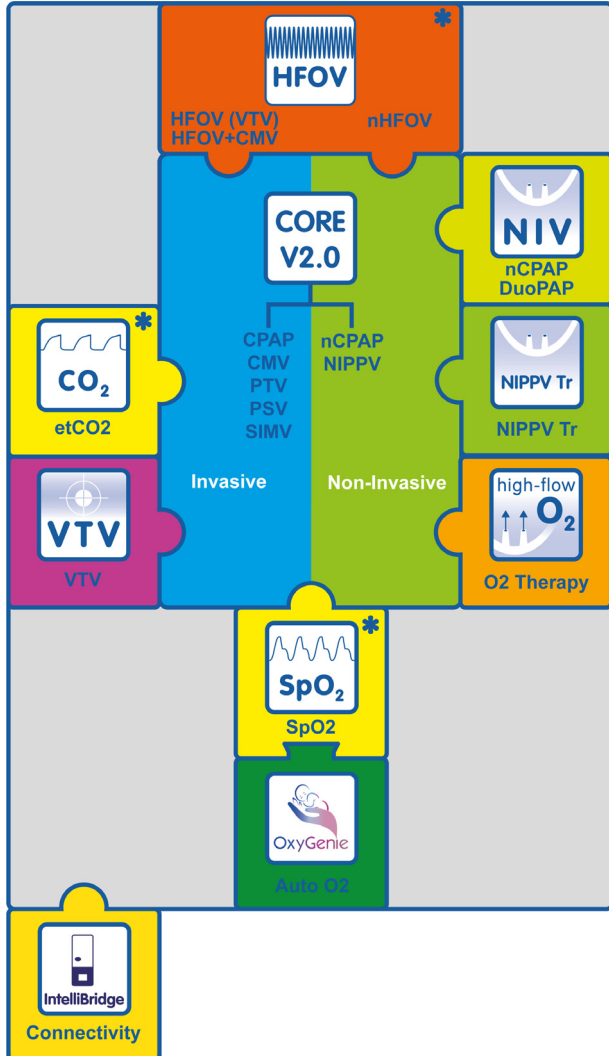 *
HFOV
HFOV (VTV)
HFOV+CMV
nHFOV
CORE
V2.0
CPAP
CMV
PTV
PSV
SIMV
nCPAP
NIPPV
Invasive
Non-Invasive
NIV
nCPAP
DuoPAP
*
CO₂
etCO2
NIPPV Tr
NIPPV Tr
VTV
VTV
high-flow
O₂
O2 Therapy
*
SpO₂
SpO2
OxyGenie
Auto O2
IntelliBridge
Connectivity